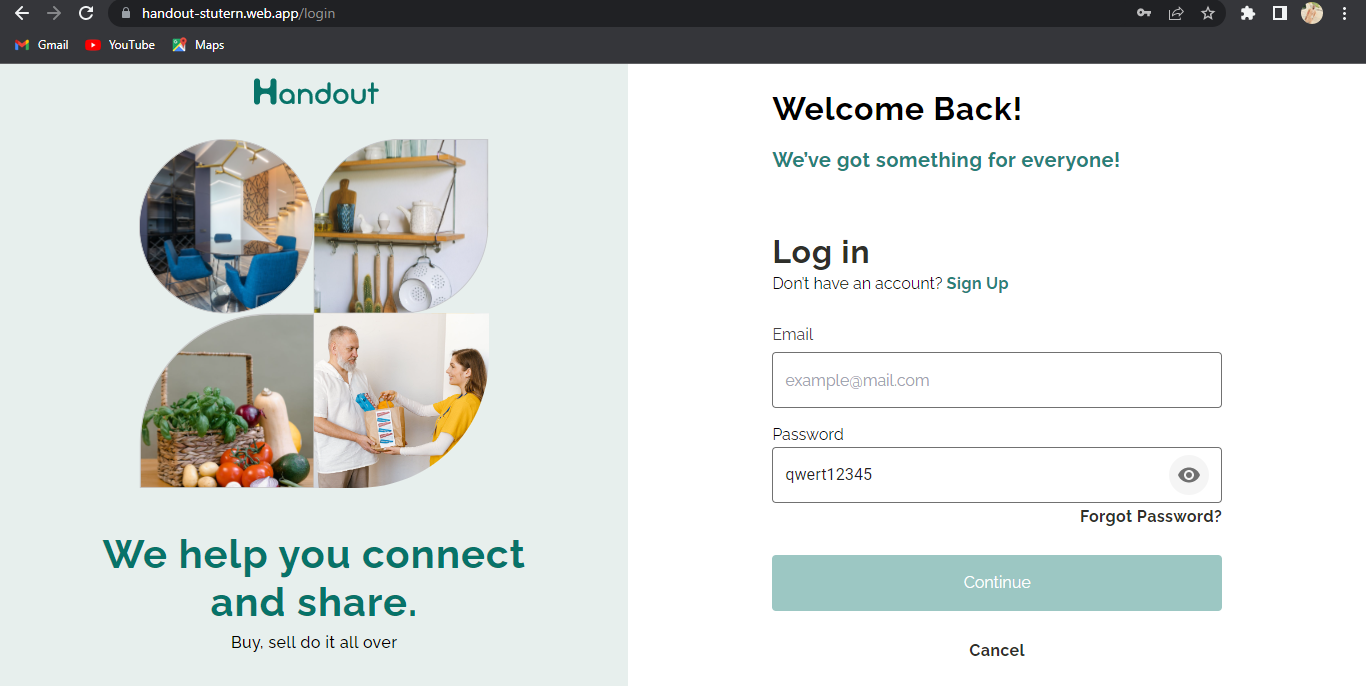 handout-stutern.web.app/login
Gmail YouTube Maps
Handout
We help you connect
and share.
Buy, sell do it all over
Welcome Back!
We've got something for everyone!
Log in
Don't have an account? Sign Up
Email
example@mail.com
Password
qwert12345
Forgot Password?
Continue
Cancel